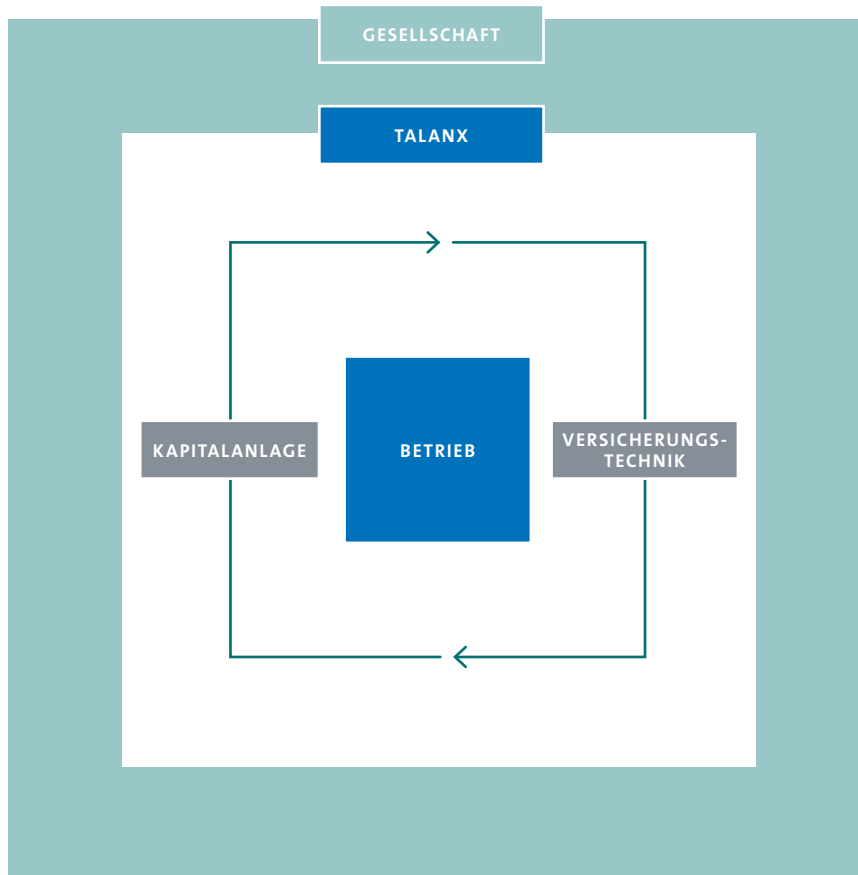 GESELLSCHAFT
TALANX
KAPITALANLAGE
BETRIEB
VERSICHERUNGS-
TECHNIK